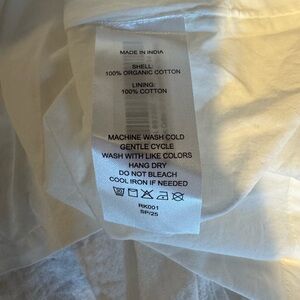 MADE IN INDIA
SHELL:
100% ORGANIC COTTON
LINING:
100% COTTON
MACHINE WASH COLD
GENTLE CYCLE
WASH WITH LIKE COLORS
HANG DRY
DO NOT BLEACH
COOL IRON IF NEEDED
RK001
SP/25